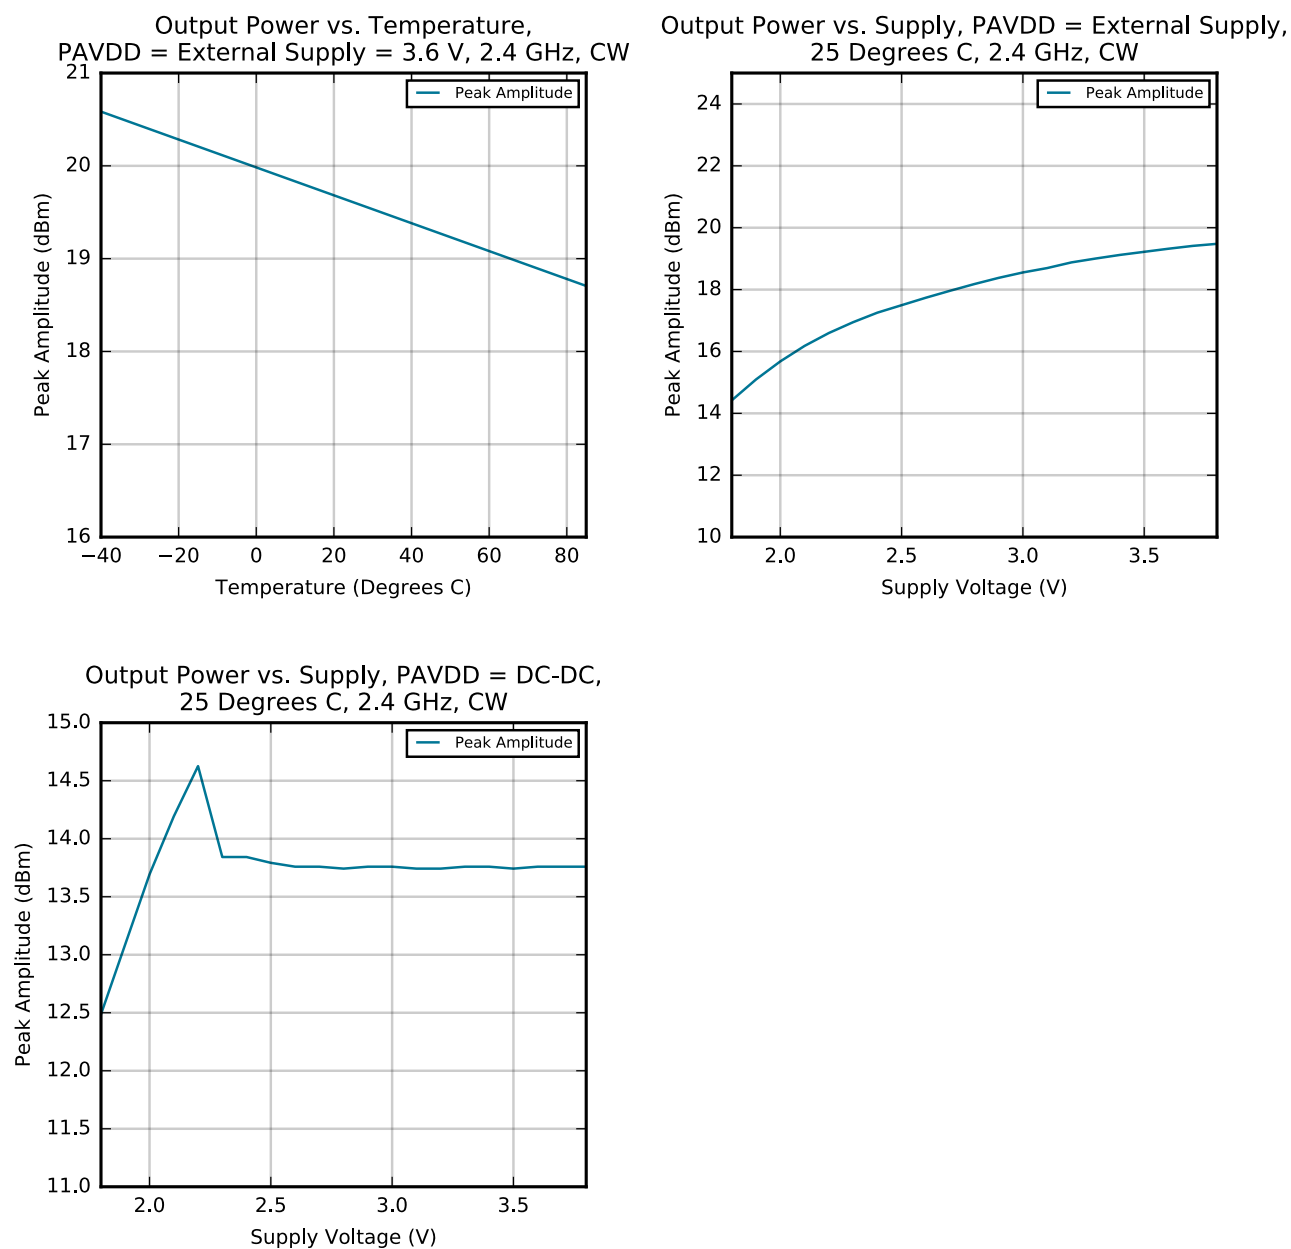 Output Power vs. Temperature,
PAVDD = External Supply = 3.6 V, 2.4 GHz, CW
Peak Amplitude
21
20
19
18
17
16
Peak Amplitude (dBm)
−40 −20 0 20 40 60 80
Temperature (Degrees C)
Output Power vs. Supply, PAVDD = External Supply,
25 Degrees C, 2.4 GHz, CW
Peak Amplitude
24
22
20
18
16
14
12
10
Peak Amplitude (dBm)
2.0 2.5 3.0 3.5
Supply Voltage (V)
Output Power vs. Supply, PAVDD = DC-DC,
25 Degrees C, 2.4 GHz, CW
Peak Amplitude
15.0
14.5
14.0
13.5
13.0
12.5
12.0
11.5
11.0
Peak Amplitude (dBm)
2.0 2.5 3.0 3.5
Supply Voltage (V)